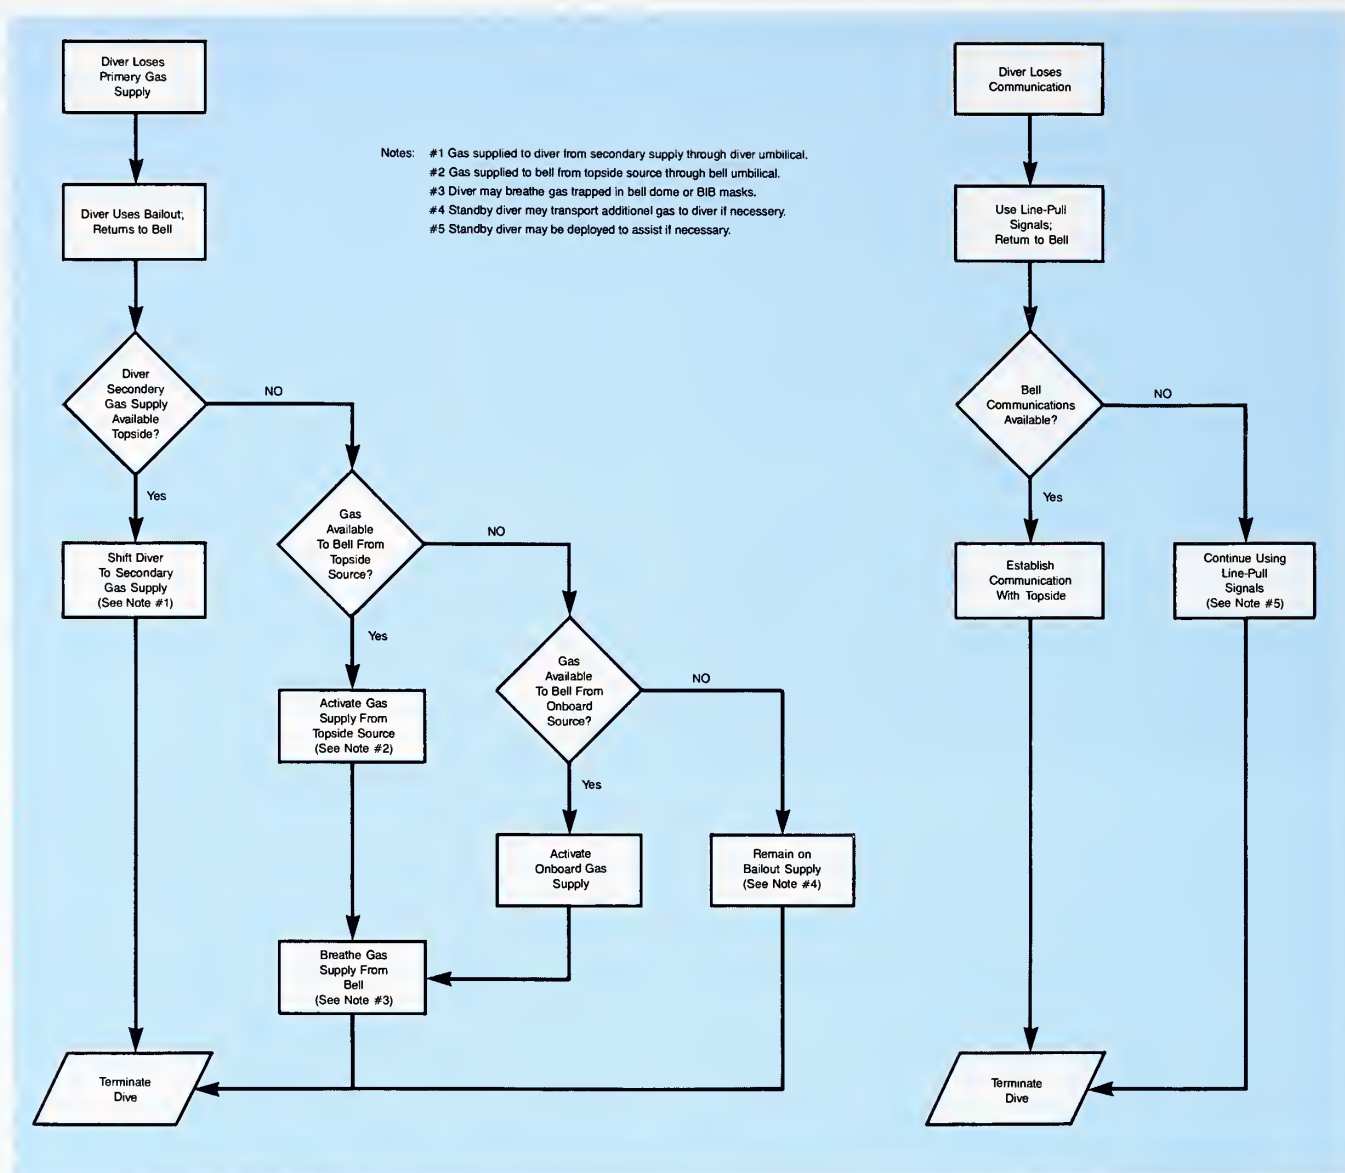 Diver Loses
Primary Gas
Supply
Diver Uses Bailout;
Returns to Bell
Diver
Secondery
Gas Supply
Available
Topside?
NO
Yes
Shift Diver
To Secondary
Gas Supply
(See Note #1)
Gas
Available
To Bell From
Topside
Source?
NO
Yes
Activate Gas
Supply From
Topside Source
(See Note #2)
Gas
Available
To Bell From
Onboard
Source?
NO
Yes
Activate
Onboard Gas
Supply
Remain on
Bailout Supply
(See Note #4)
Breathe Gas
Supply From
Bell
(See Note #3)
Terminate
Dive
Notes: #1 Gas supplied to diver from secondary supply through diver umbilical.
#2 Gas supplied to bell from topside source through bell umbilical.
#3 Diver may breathe gas trapped in bell dome or BIB masks.
#4 Standby diver mey transport additionel gas to diver if necessery.
#5 Standby diver may be deployed to assist if necessary.
Diver Loses
Communication
Use Line-Pull
Signals;
Return to Bell
Bell
Communications
Available?
NO
Yes
Establish
Communication
With Topside
Continue Using
Line-Pull
Signals
(See Note #5)
Terminate
Dive